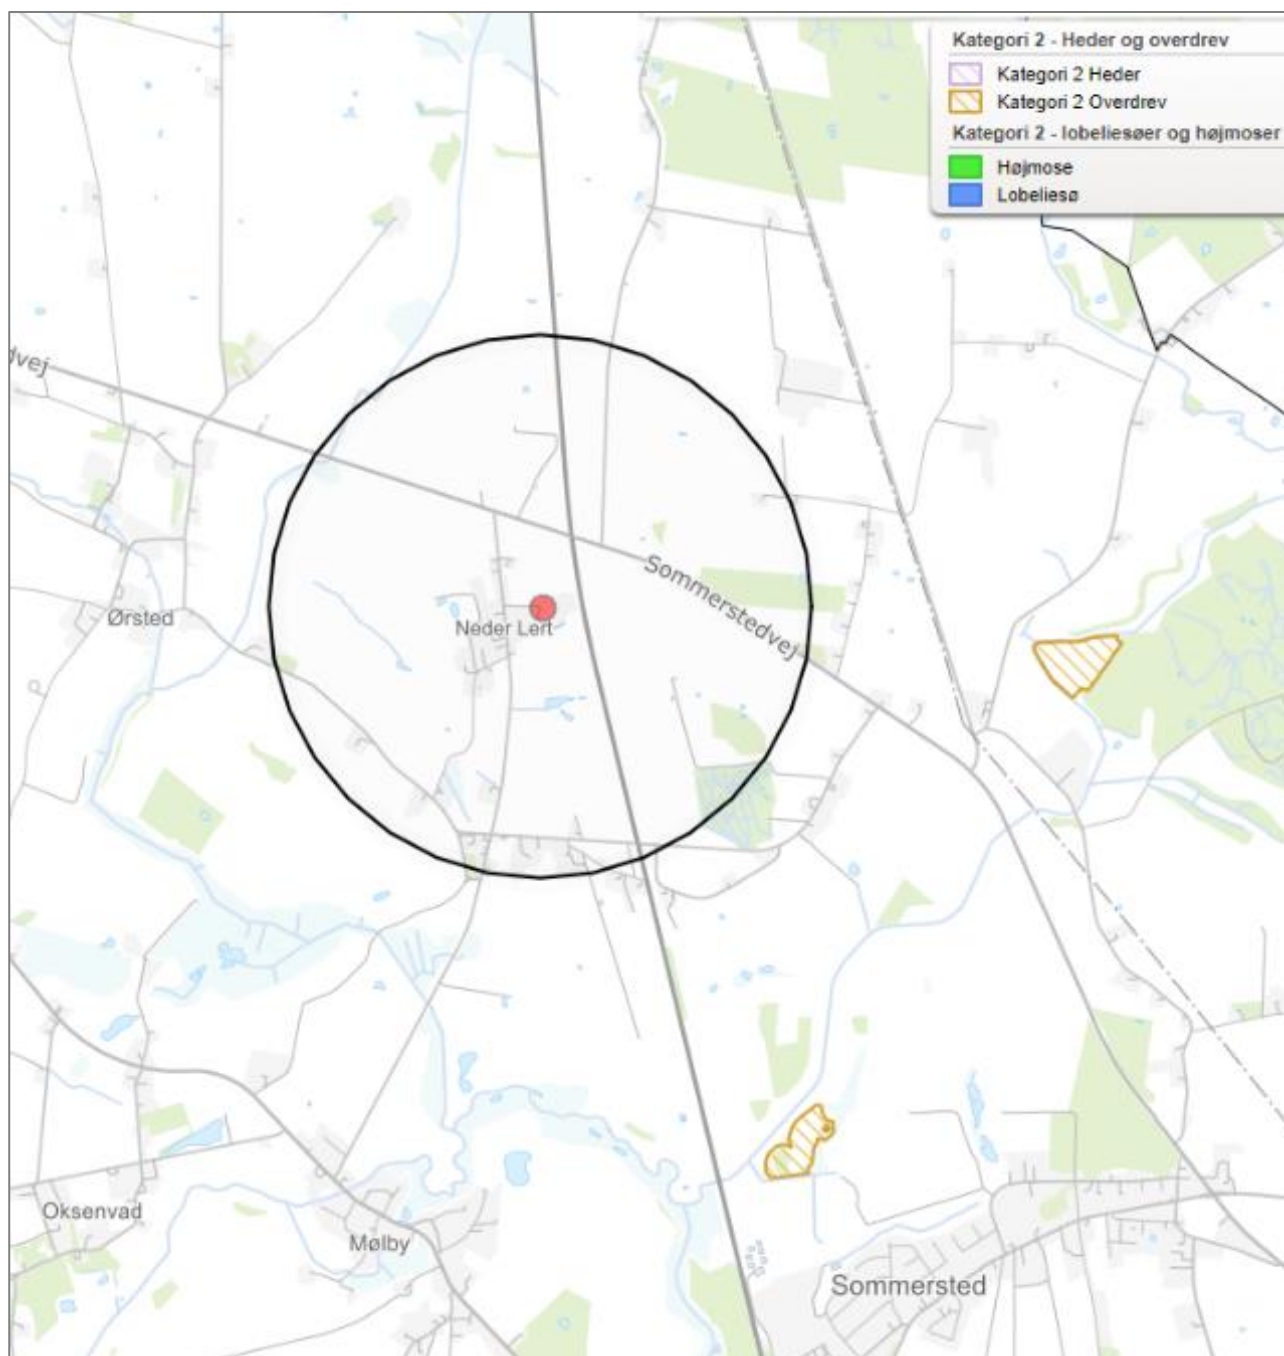 Kategori 2 - Heder og overdrev
Kategori 2 Heder
Kategori 2 Overdrev
Kategori 2 - lobeliesøer og højmoser
Højmose
Lobeliesø
dvej
Sommerstedvej
Ørsted
Neder Lert
Oksenvad
Mølby
Sommersted